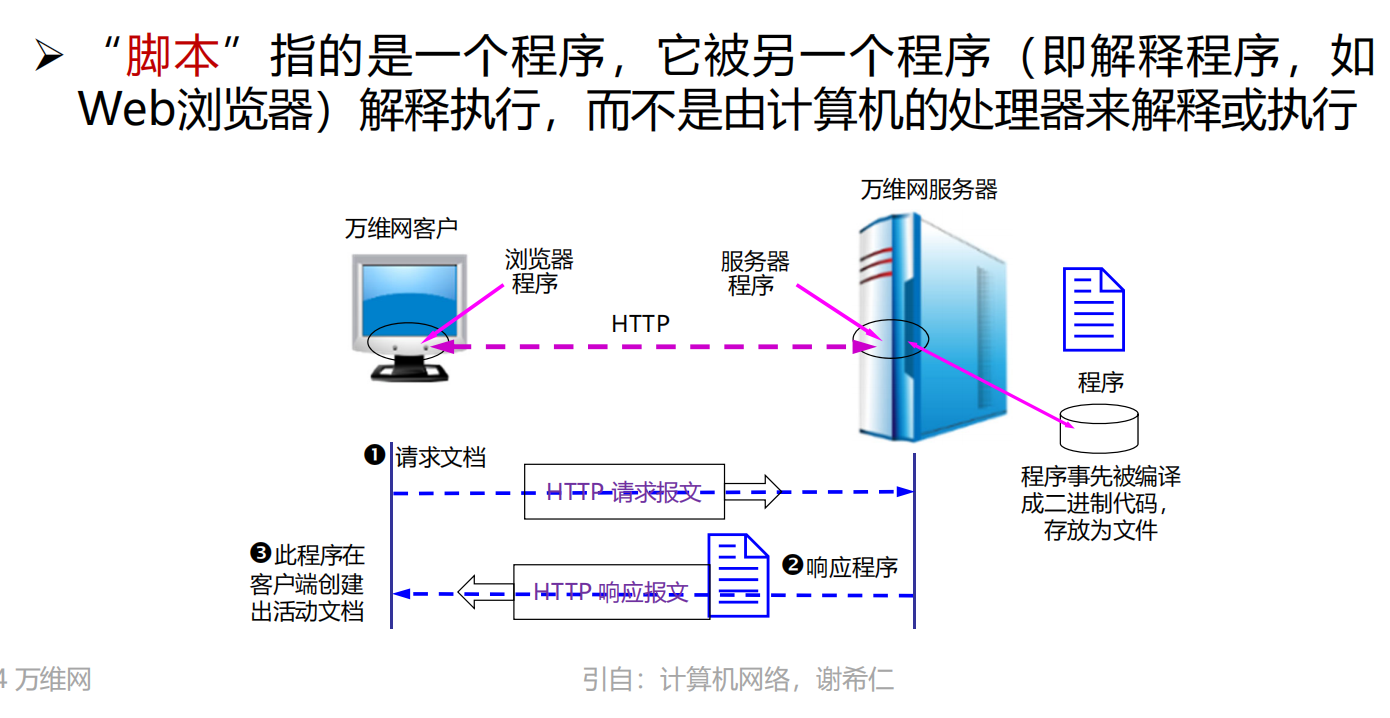 ➢ “脚本”指的是一个程序，它被另一个程序（即解释程序，如
Web浏览器）解释执行，而不是由计算机的处理器来解释或执行
万维网服务器
万维网客户
浏览器
程序
服务器
程序
HTTP
程序
❶ 请求文档
HTTP 请求报文
程序事先被编译
成二进制代码，
存放为文件
❸此程序在
客户端创建
出活动文档
HTTP 响应报文
❷响应程序
4 万维网
引自：计算机网络，谢希仁